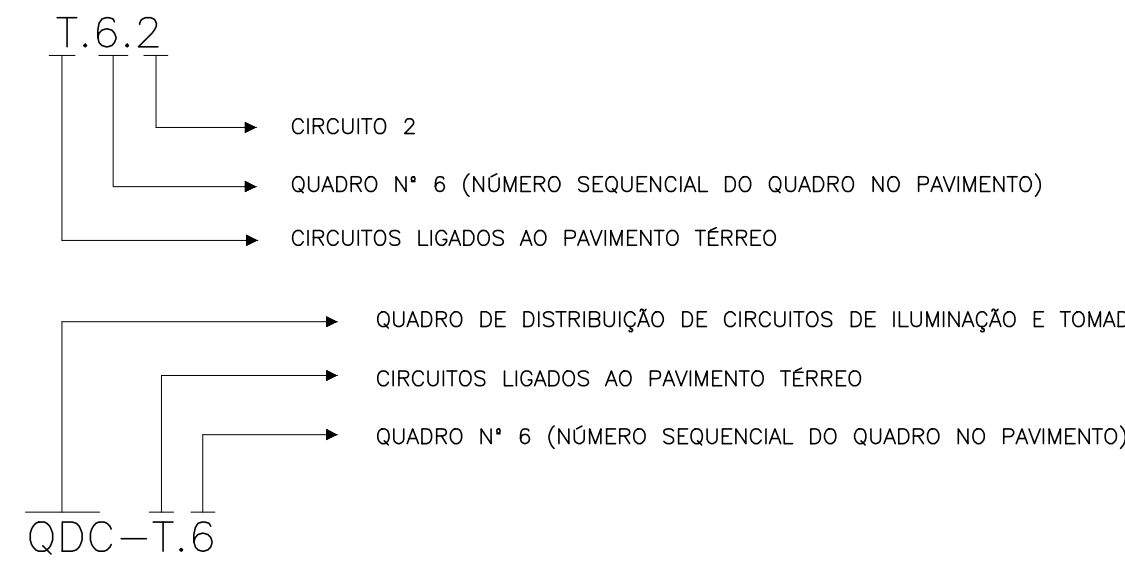 T.6.2
CIRCUITO 2
QUADRO Nº 6 (NÚMERO SEQUENCIAL DO QUADRO NO PAVIMENTO)
CIRCUITOS LIGADOS AO PAVIMENTO TÉRREO
QUADRO DE DISTRIBUIÇÃO DE CIRCUITOS DE ILUMINAÇÃO E TOMAD
CIRCUITOS LIGADOS AO PAVIMENTO TÉRREO
QUADRO Nº 6 (NÚMERO SEQUENCIAL DO QUADRO NO PAVIMENTO)
QDC-T.6